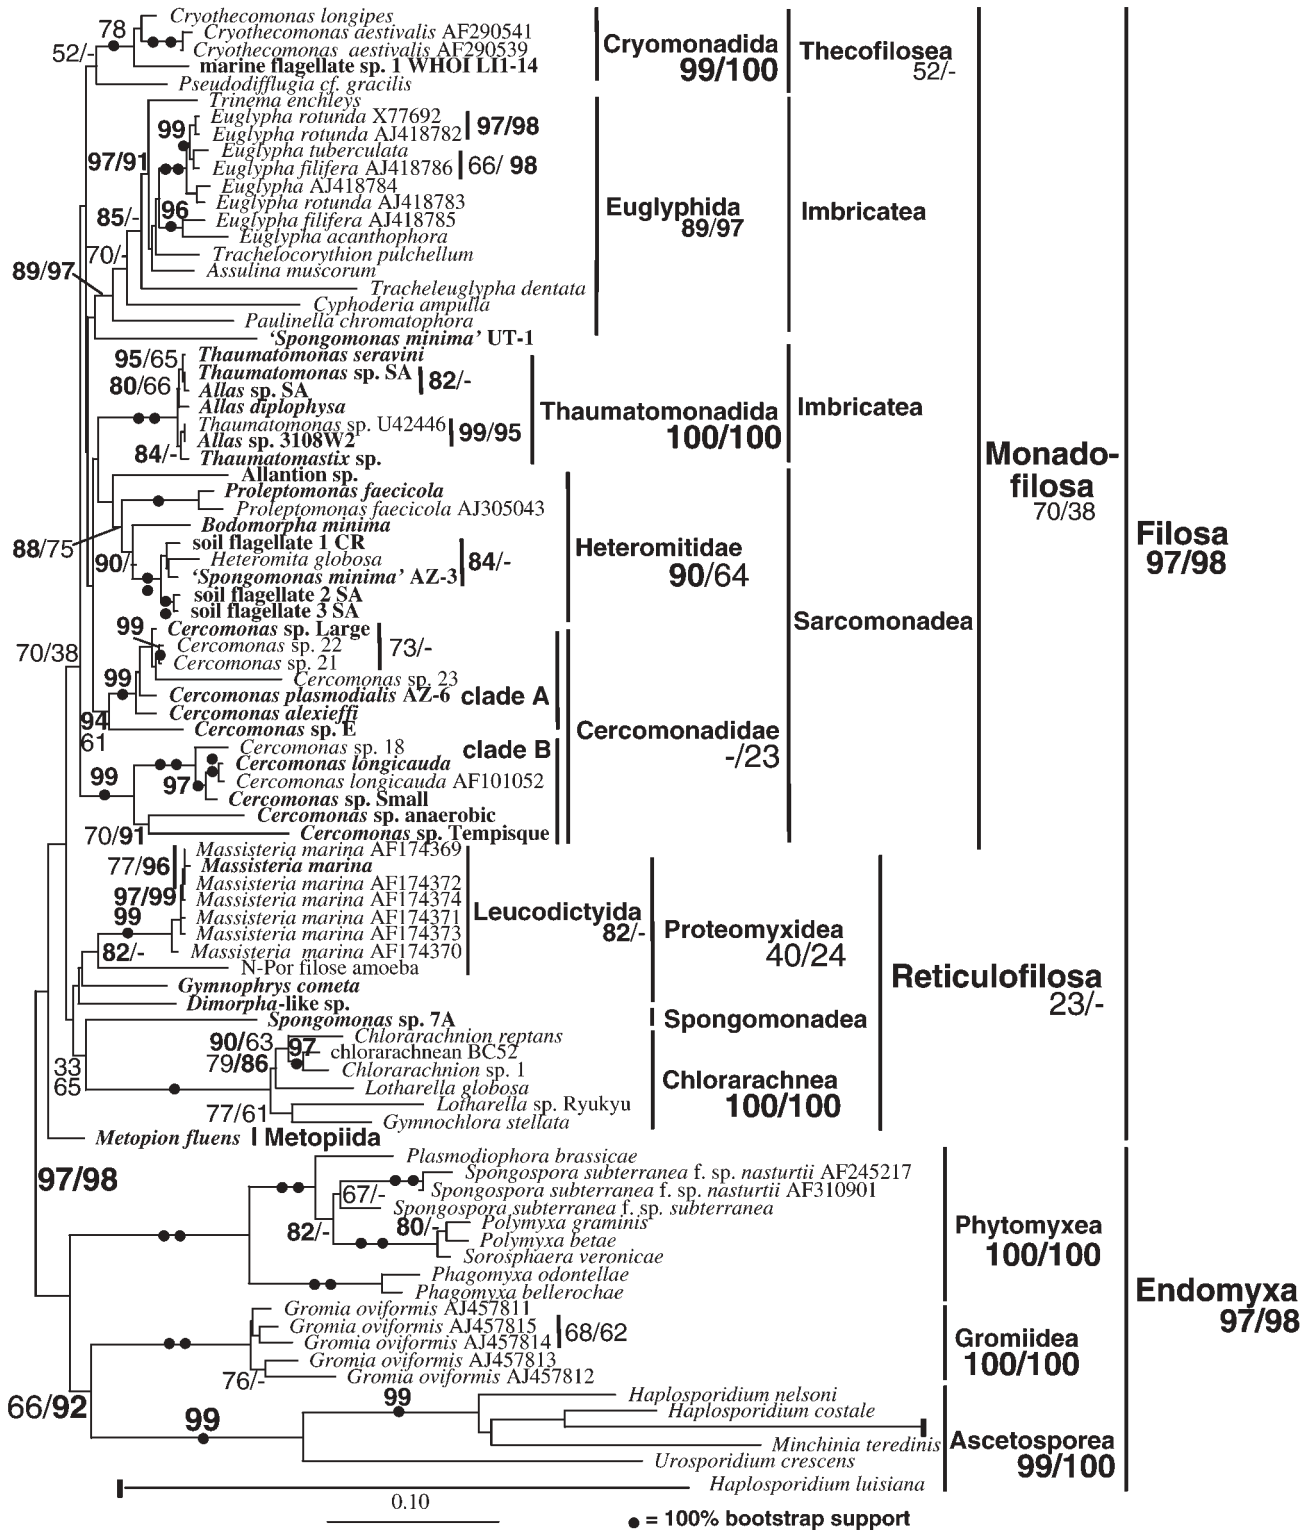 Cryothecomonas longipes
78
Cryothecomonas aestivalis AF290541
52/-
Cryothecomonas aestivalis AF290539
marine flagellate sp. 1 WHOI LI1-14
Cryomonadida
99/100
Thecofilosea
52/-
Pseudodifflugia cf. gracilis
Trinema enchleys
Euglypha rotunda X77692
99
Euglypha rotunda AJ418782
97/98
Euglypha tuberculata
97/91
Euglypha filifera AJ418786
66/ 98
Euglypha AJ418784
Euglypha rotunda AJ418783
85/-
96
Euglypha filifera AJ418785
Euglypha acanthophora
Euglyphida
89/97
Imbricatea
70/-
Trachelocorythion pulchellum
89/97
Assulina muscorum
Tracheleuglypha dentata
Cyphoderia ampulla
Paulinella chromatophora
'Spongomonas minima' UT-1
95/65
Thaumatomonas seravini
Thaumatomonas sp. SA
82/-
80/66
Allas sp. SA
Allas diplophysa
Thaumatomonas sp. U42446
99/95
Allas sp. 3108W2
84/-
Thaumatomastix sp.
Thaumatomonadida
100/100
Imbricatea
Allantion sp.
Proleptomonas faecicola
Proleptomonas faecicola AJ305043
Bodomorpha minima
88/75
soil flagellate 1 CR
90/-
Heteromita globosa
84/-
'Spongomonas minima' AZ-3
soil flagellate 2 SA
soil flagellate 3 SA
Heteromitidae
90/64
Monado-
filosa
70/38
Filosa
97/98
Sarcomonadea
99
Cercomonas sp. Large
Cercomonas sp. 22
73/-
Cercomonas sp. 21
70/38
Cercomonas sp. 23
99
Cercomonas plasmodialis AZ-6
clade A
Cercomonas alexieffi
94
61
Cercomonas sp. E
Cercomonadidae
-/23
Cercomonas sp. 18
clade B
Cercomonas longicauda
99
97
Cercomonas longicauda AF101052
Cercomonas sp. Small
Cercomonas sp. anaerobic
70/91
Cercomonas sp. Tempisque
Massisteria marina AF174369
77/96
Massisteria marina
Massisteria marina AF174372
97/99
Massisteria marina AF174374
99
Massisteria marina AF174371
Massisteria marina AF174373
82/-
Massisteria marina AF174370
Leucodictyida
82/-
Proteomyxidea
40/24
N-Por filose amoeba
Gymnophrys cometa
Dimorpha-like sp.
Reticulofilosa
23/-
Spongomonas sp. 7A
Spongomonadea
90/63
97
Chlorarachnion reptans
79/86
chlorarachnean BC52
Chlorarachnion sp. 1
33
65
Lotharella globosa
77/61
Lotharella sp. Ryukyu
Gymnochlora stellata
Chlorarachnea
100/100
Metopion fluens
Metopiida
97/98
Plasmodiophora brassicae
Spongospora subterranea f. sp. nasturtii AF245217
67/-
Spongospora subterranea f. sp. nasturtii AF310901
Spongospora subterranea f. sp. subterranea
82/-
80/-
Polymyxa graminis
Polymyxa betae
Sorosphaera veronicae
Phytomyxea
100/100
Phagomyxa odontellae
Phagomyxa bellerochae
Endomyxa
97/98
Gromia oviformis AJ457811
Gromia oviformis AJ457815
68/62
Gromia oviformis AJ457814
Gromia oviformis AJ457813
76/-
Gromia oviformis AJ457812
Gromiidea
100/100
66/92
99
99
Haplosporidium nelsoni
Haplosporidium costale
Minchinia teredinis
Urosporidium crescens
Ascetosporea
99/100
Haplosporidium luisiana
0.10
= 100% bootstrap support